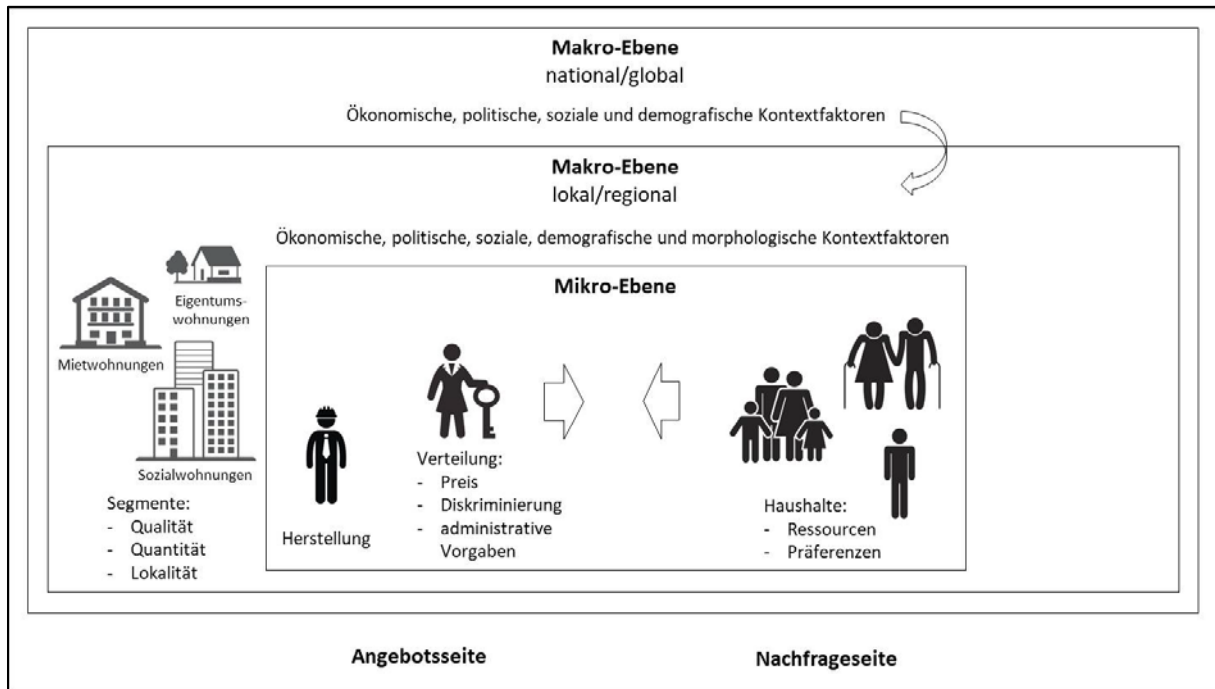 Makro-Ebene
national/global
Ökonomische, politische, soziale und demografische Kontextfaktoren
Makro-Ebene
lokal/regional
Ökonomische, politische, soziale, demografische und morphologische Kontextfaktoren
Eigentums-
wohnungen
Mietwohnungen
Sozialwohnungen
Segmente:
- Qualität
- Quantität
- Lokalität
Mikro-Ebene
Herstellung
Verteilung:
- Preis
- Diskriminierung
- administrative
Vorgaben
Haushalte:
- Ressourcen
- Präferenzen
Angebotsseite
Nachfrageseite